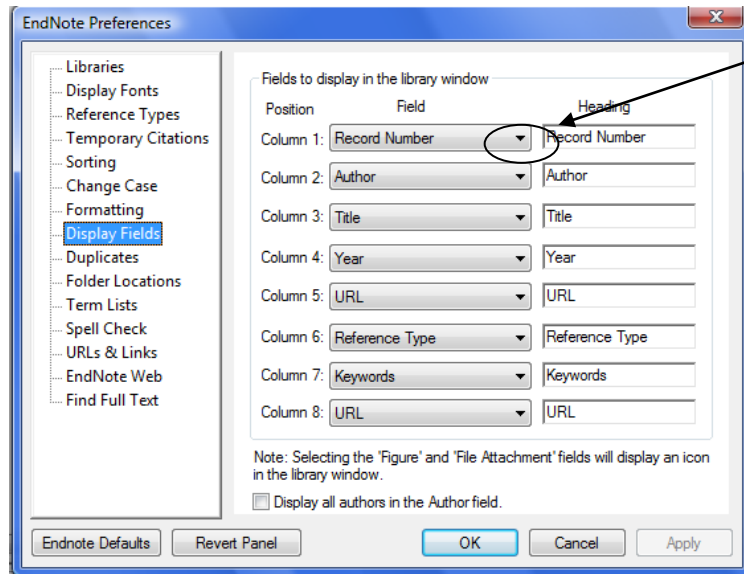 EndNote Preferences
Libraries
Display Fonts
Reference Types
Temporary Citations
Sorting
Change Case
Formatting
Display Fields
Duplicates
Folder Locations
Term Lists
Spell Check
URLs & Links
EndNote Web
Find Full Text
Fields to display in the library window
Position Field Heading
Column 1: Record Number Record Number
Column 2: Author Author
Column 3: Title Title
Column 4: Year Year
Column 5: URL URL
Column 6: Reference Type Reference Type
Column 7: Keywords Keywords
Column 8: URL URL
Note: Selecting the 'Figure' and 'File Attachment' fields will display an icon
in the library window.
Display all authors in the Author field.
Endnote Defaults Revert Panel OK Cancel Apply